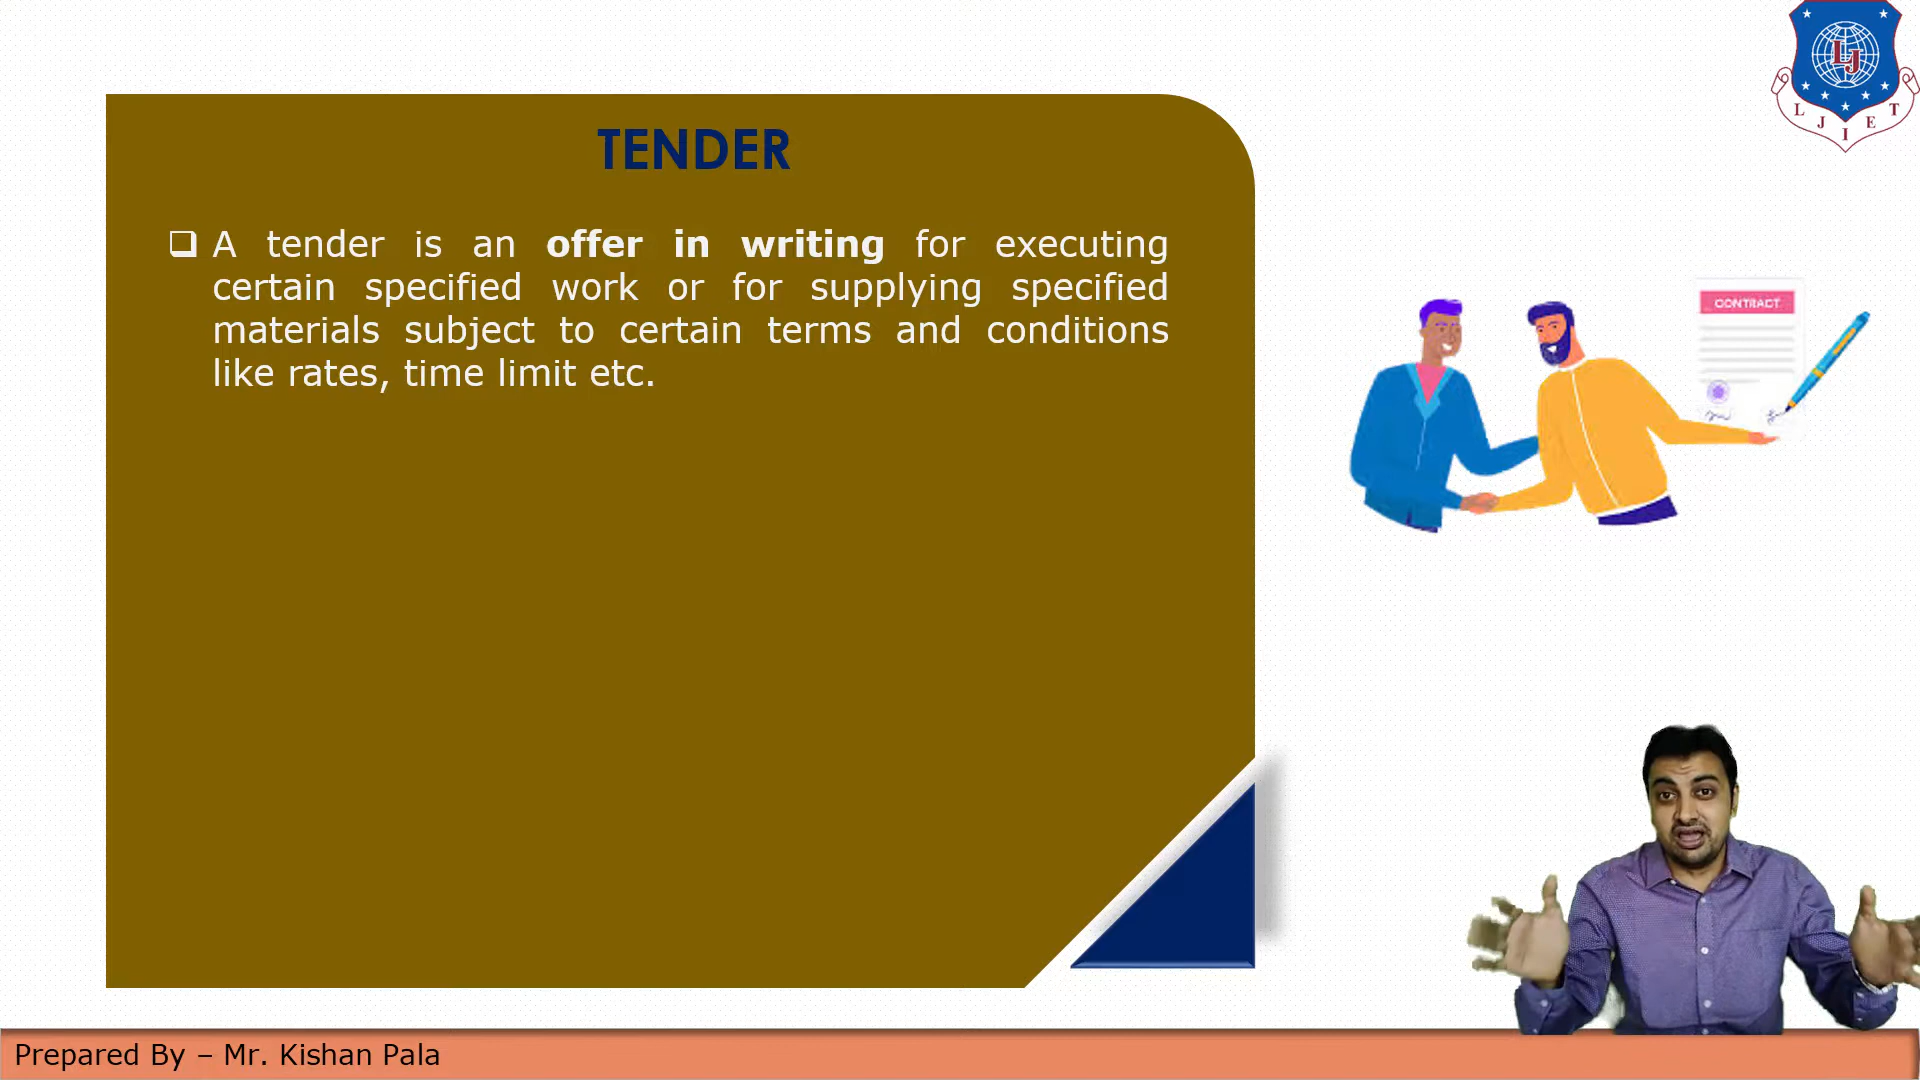 TENDER
A tender is an offer in writing for executing
certain specified work or for supplying specified
materials subject to certain terms and conditions
like rates, time limit etc.
LJ
L J I E T
CONTRACT
Prepared By – Mr. Kishan Pala